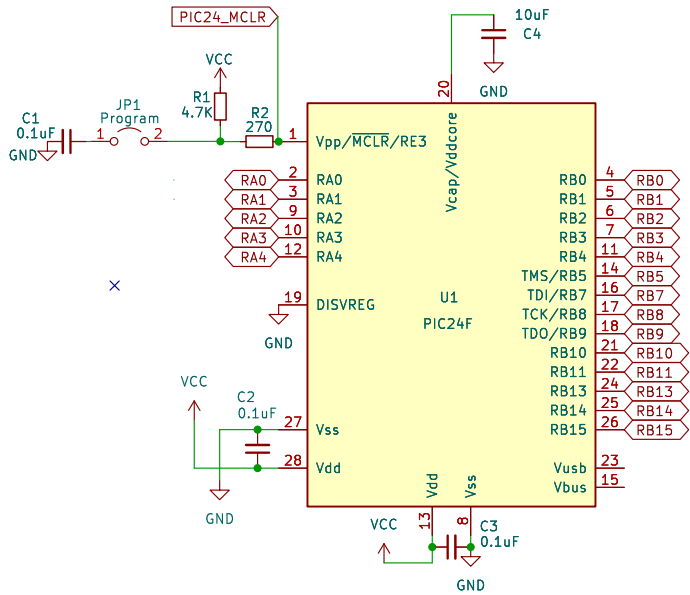 PIC24_MCLR
10uF
C4
GND
20
VCC
R1
4.7K
R2
270
JP1
Program
C1
0.1uF
GND
1
2
1
Vpp/MCLR/RE3
Vcap/Vddcore
RA0 2 RA0
RA1 3 RA1
RA2 9 RA2
RA3 10 RA3
RA4 12 RA4
19 DISVREG
GND
U1
PIC24F
RB0 4 RB0
RB1 5 RB1
RB2 6 RB2
RB3 7 RB3
RB4 11 RB4
TMS/RB5 14 RB5
TDI/RB7 16 RB7
TCK/RB8 17 RB8
TDO/RB9 18 RB9
RB10 21 RB10
RB11 22 RB11
RB13 24 RB13
RB14 25 RB14
RB15 26 RB15
Vusb 23
Vbus 15
VCC
C2
0.1uF
27 Vss
28 Vdd
GND
Vdd
13
Vss
8
VCC
C3
0.1uF
GND